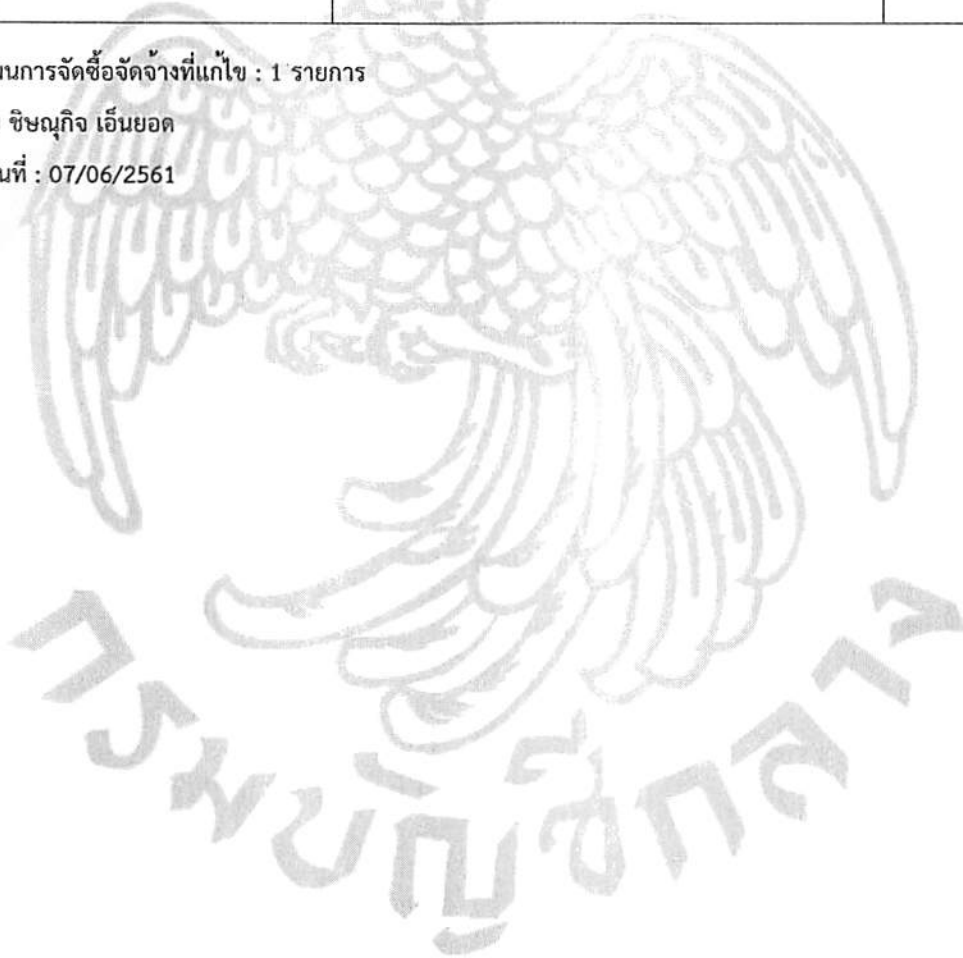 นการจัดซื้อจัดจ้างที่แก้ไข : 1 รายการ
ชิษณุกิจ เอ็นยอด
นที่ : 07/06/2561
กรมบัญชีกลาง